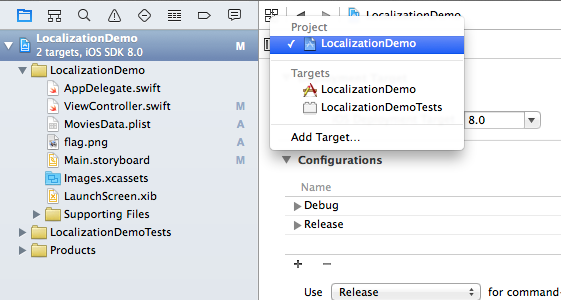 LocalizationDemo M
2 targets, iOS SDK 8.0
LocalizationDemo
AppDelegate.swift
ViewController.swift M
MoviesData.plist A
flag.png A
Main.storyboard M
Images.xcassets
LaunchScreen.xib
Supporting Files
LocalizationDemoTests
Products
LocalizationDemo
Project
✓ LocalizationDemo
Targets
LocalizationDemo
LocalizationDemoTests
Add Target...
8.0
Configurations
Name
Debug
Release
+ −
Use Release for command-